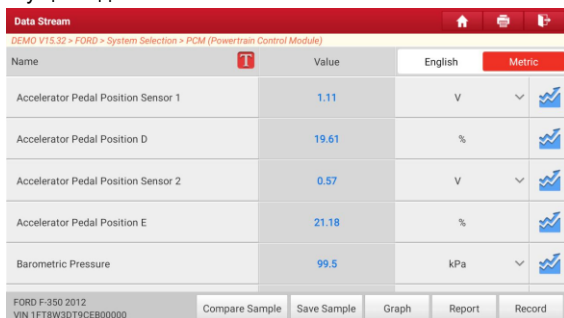 Data Stream
DEMO V15.32 > FORD > System Selection > PCM (Powertrain Control Module)
Name T Value English Metric
Accelerator Pedal Position Sensor 1 1.11 V
Accelerator Pedal Position D 19.61 %
Accelerator Pedal Position Sensor 2 0.57 V
Accelerator Pedal Position E 21.18 %
Barometric Pressure 99.5 kPa
FORD F-350 2012
VIN 1FT8W3DT9CEB00000
Compare Sample Save Sample Graph Report Record